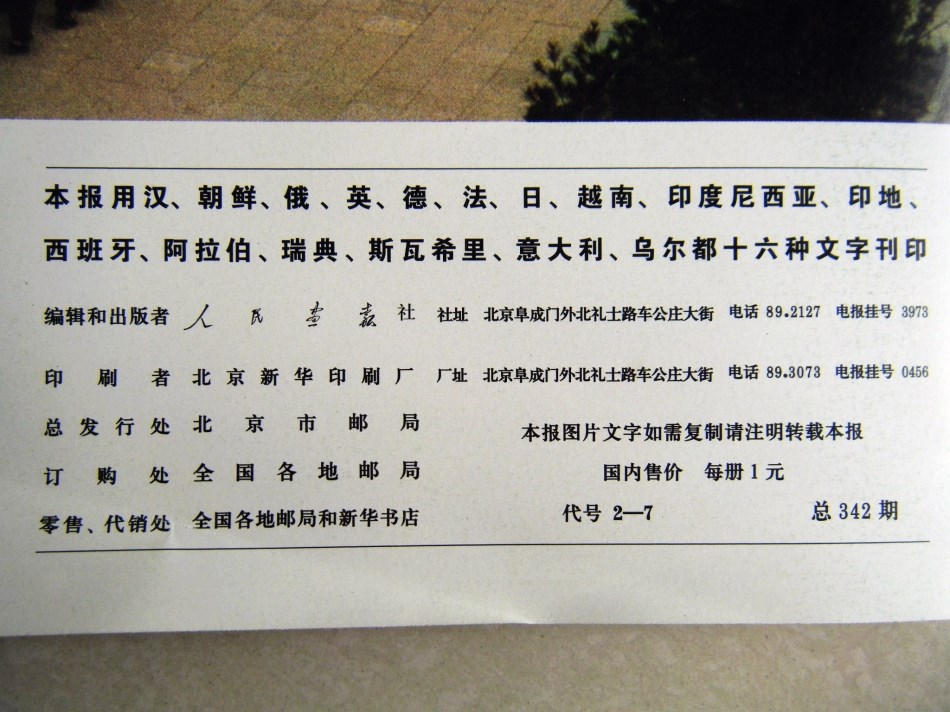 本报用汉、朝鲜、俄、英、德、法、日、越南、印度尼西亚、印地、
西班牙、阿拉伯、瑞典、斯瓦希里、意大利、乌尔都十六种文字刊印
编辑和出版者 人民画报社 社址 北京阜成门外北礼士路车公庄大街 电话 89.2127 电报挂号 3973
印刷者 北京新华印刷厂 厂址 北京阜成门外北礼士路车公庄大街 电话 89.3073 电报挂号 0456
总发行处 北京市邮局
本报图片文字如需复制请注明转载本报
订购处 全国各地邮局
国内售价 每册1元
零售、代销处 全国各地邮局和新华书店
代号 2—7 总 342 期